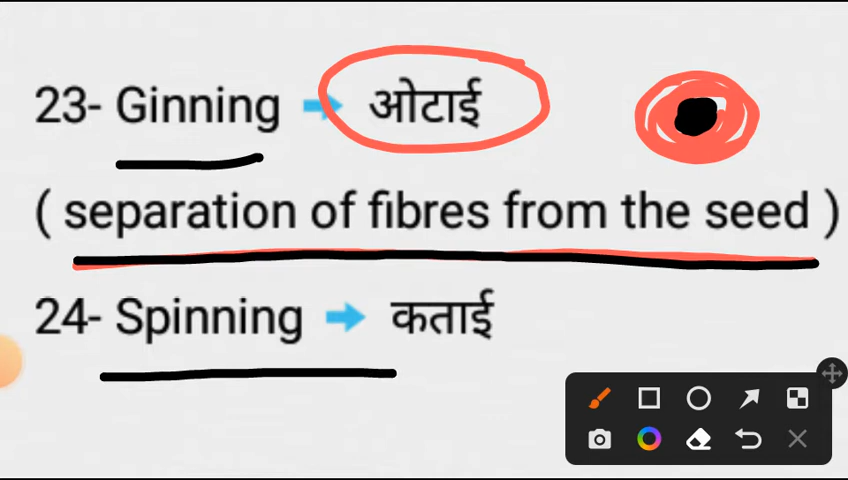 23- Ginning ➡ ओटाई
( separation of fibres from the seed )
24- Spinning ➡ कताई